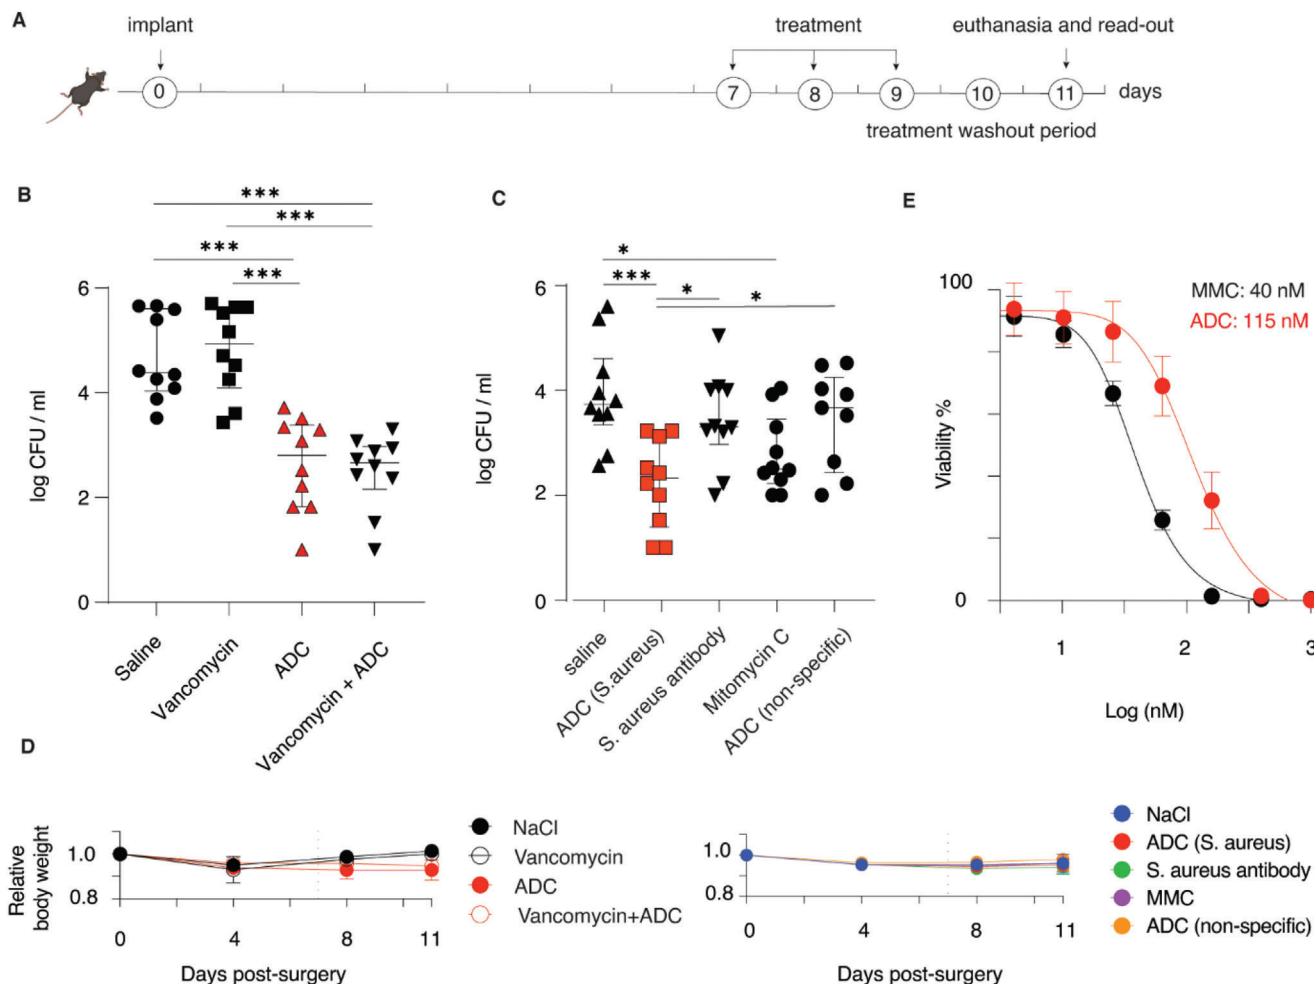 A
implant
treatment
euthanasia and read-out
0
7
8
9
10
11
days
treatment washout period
B
***
***
***
***
log CFU / ml
6
4
2
0
Saline
Vancomycin
ADC
Vancomycin + ADC
C
*
***
*
*
log CFU / ml
6
4
2
0
saline
ADC (S.aureus)
S. aureus antibody
Mitomycin C
ADC (non-specific)
E
100
MMC: 40 nM
ADC: 115 nM
Viability %
0
1
2
3
Log (nM)
D
Relative
body weight
1.0
0.8
0
4
8
11
Days post-surgery
NaCl
Vancomycin
ADC
Vancomycin+ADC
1.0
0.8
0
4
8
11
Days post-surgery
NaCl
ADC (S. aureus)
S. aureus antibody
MMC
ADC (non-specific)